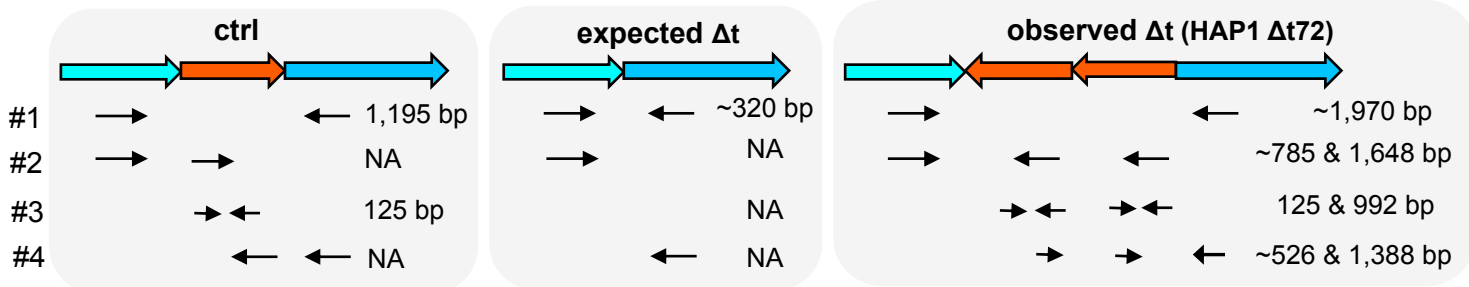 ctrl expected Δt observed Δt (HAP1 Δt72)
#1 1,195 bp ~320 bp ~1,970 bp
#2 NA NA ~785 & 1,648 bp
#3 125 bp NA 125 & 992 bp
#4 NA NA ~526 & 1,388 bp